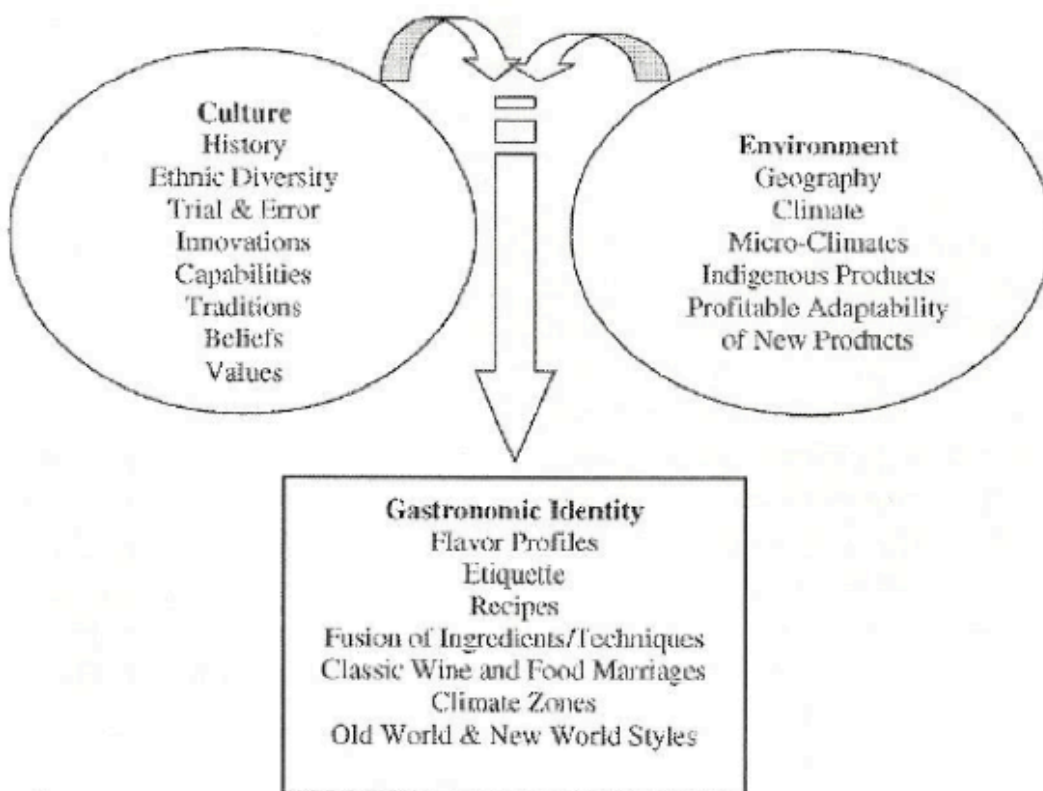 Culture
History
Ethnic Diversity
Trial & Error
Innovations
Capabilities
Traditions
Beliefs
Values
Environment
Geography
Climate
Micro-Climates
Indigenous Products
Profitable Adaptability
of New Products
Gastronomic Identity
Flavor Profiles
Etiquette
Recipes
Fusion of Ingredients/Techniques
Classic Wine and Food Marriages
Climate Zones
Old World & New World Styles